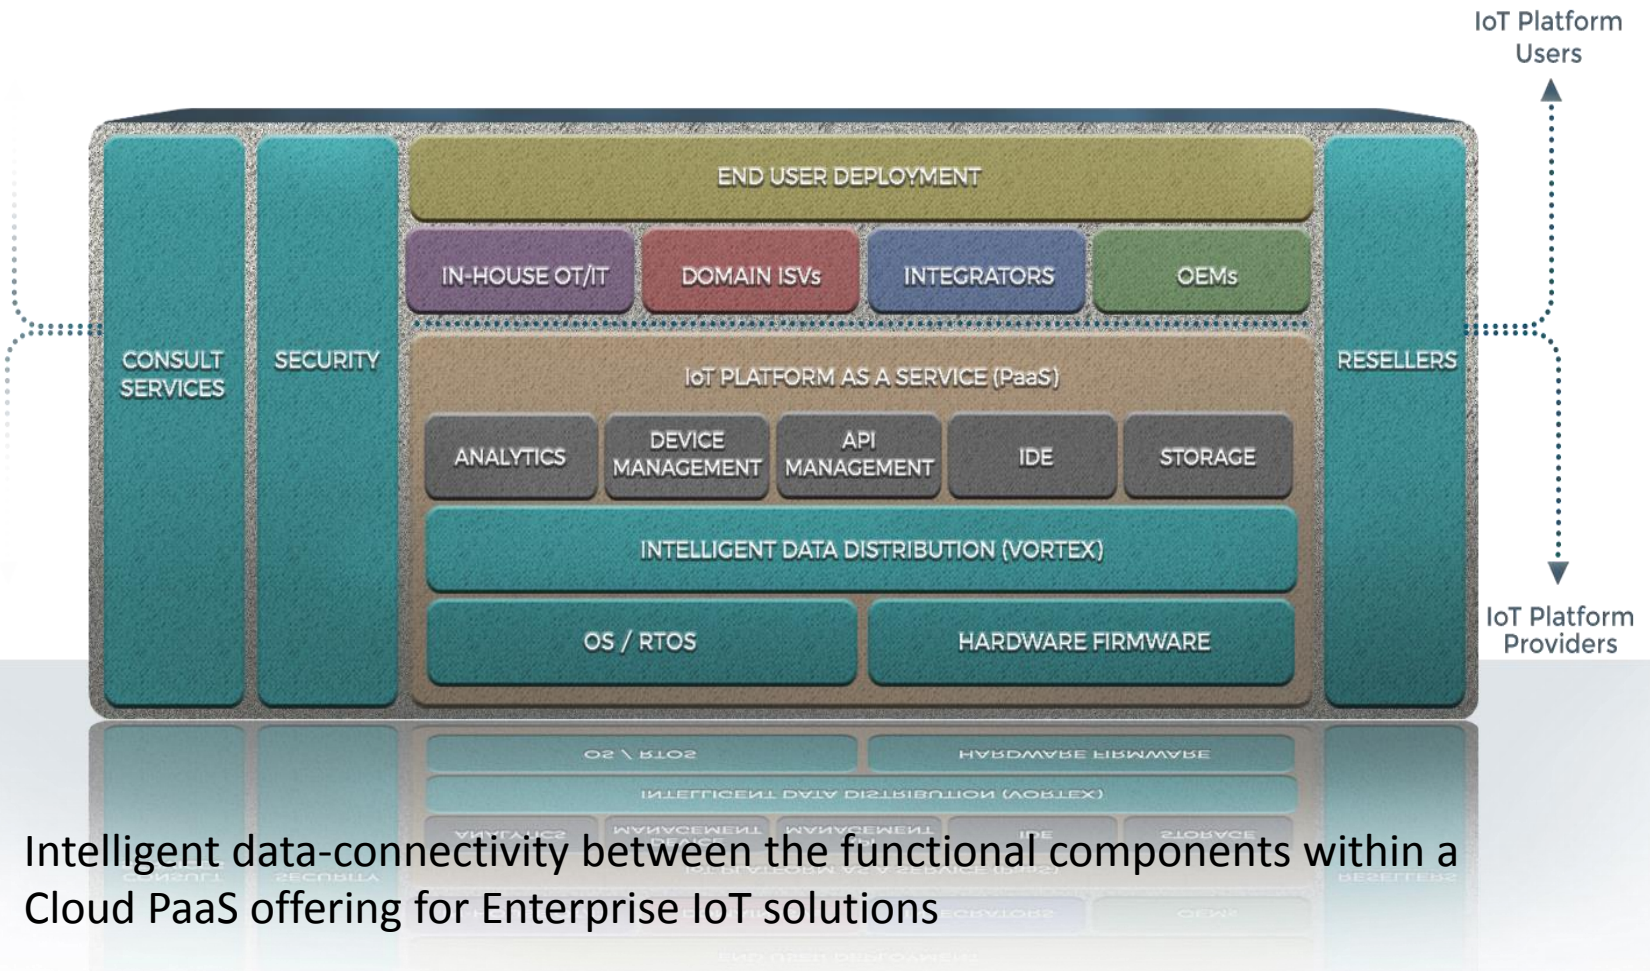 IoT Platform
Users
END USER DEPLOYMENT
IN-HOUSE OT/IT
DOMAIN ISVs
INTEGRATORS
OEMs
CONSULT
SERVICES
SECURITY
RESELLERS
IoT PLATFORM AS A SERVICE (PaaS)
ANALYTICS
DEVICE
MANAGEMENT
API
MANAGEMENT
IDE
STORAGE
INTELLIGENT DATA DISTRIBUTION (VORTEX)
OS / RTOS
HARDWARE FIRMWARE
IoT Platform
Providers
Intelligent data-connectivity between the functional components within a
Cloud PaaS offering for Enterprise IoT solutions